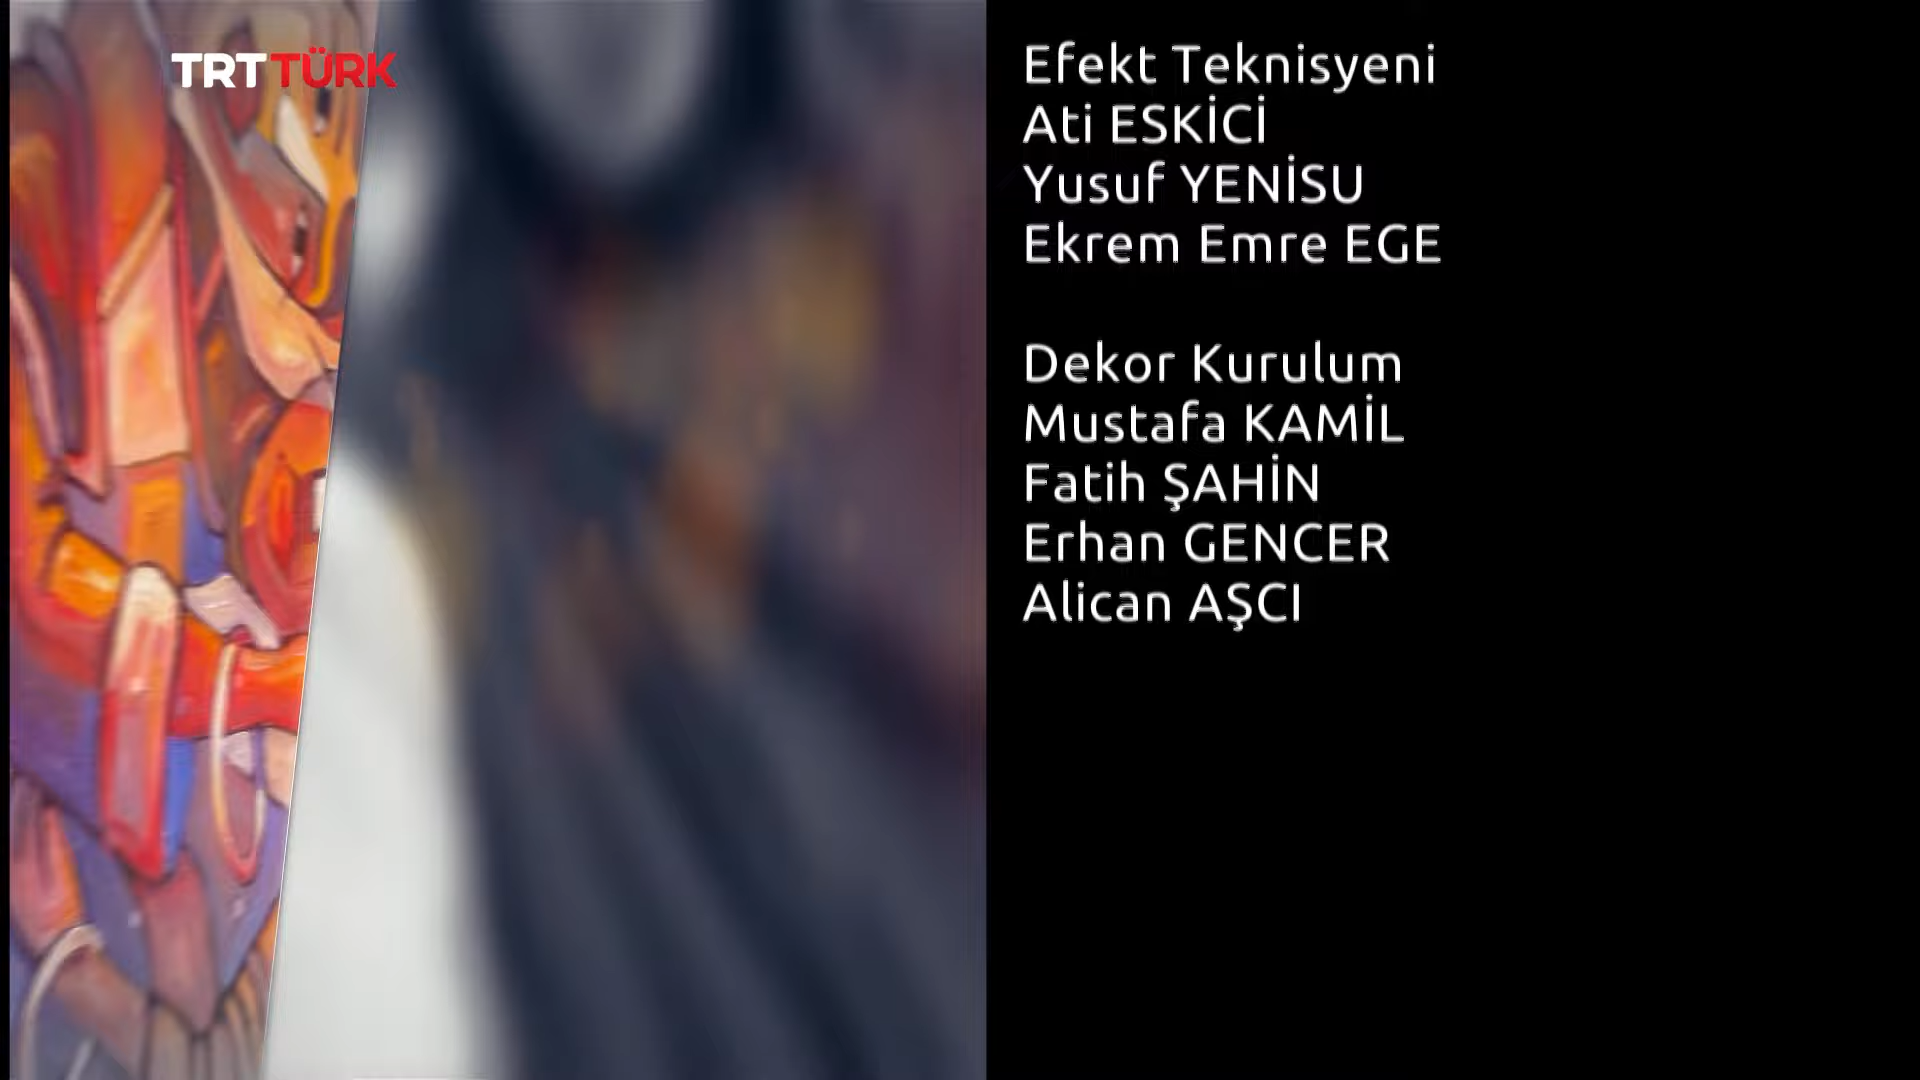 TRT TÜRK
Efekt Teknisyeni
Ati ESKİCİ
Yusuf YENİSU
Ekrem Emre EGE
Dekor Kurulum
Mustafa KAMİL
Fatih ŞAHİN
Erhan GENCER
Alican AŞCI